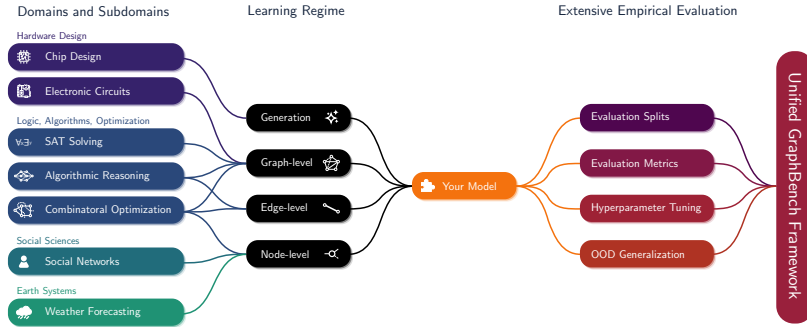 Domains and Subdomains
Learning Regime
Extensive Empirical Evaluation
Hardware Design
Chip Design
Electronic Circuits
Logic, Algorithms, Optimization
∀∨∃₀ SAT Solving
Algorithmic Reasoning
Combinatoral Optimization
Social Sciences
Social Networks
Earth Systems
Weather Forecasting
Generation
Graph-level
Edge-level
Node-level
Your Model
Evaluation Splits
Evaluation Metrics
Hyperparameter Tuning
OOD Generalization
Unified GraphBench Framework